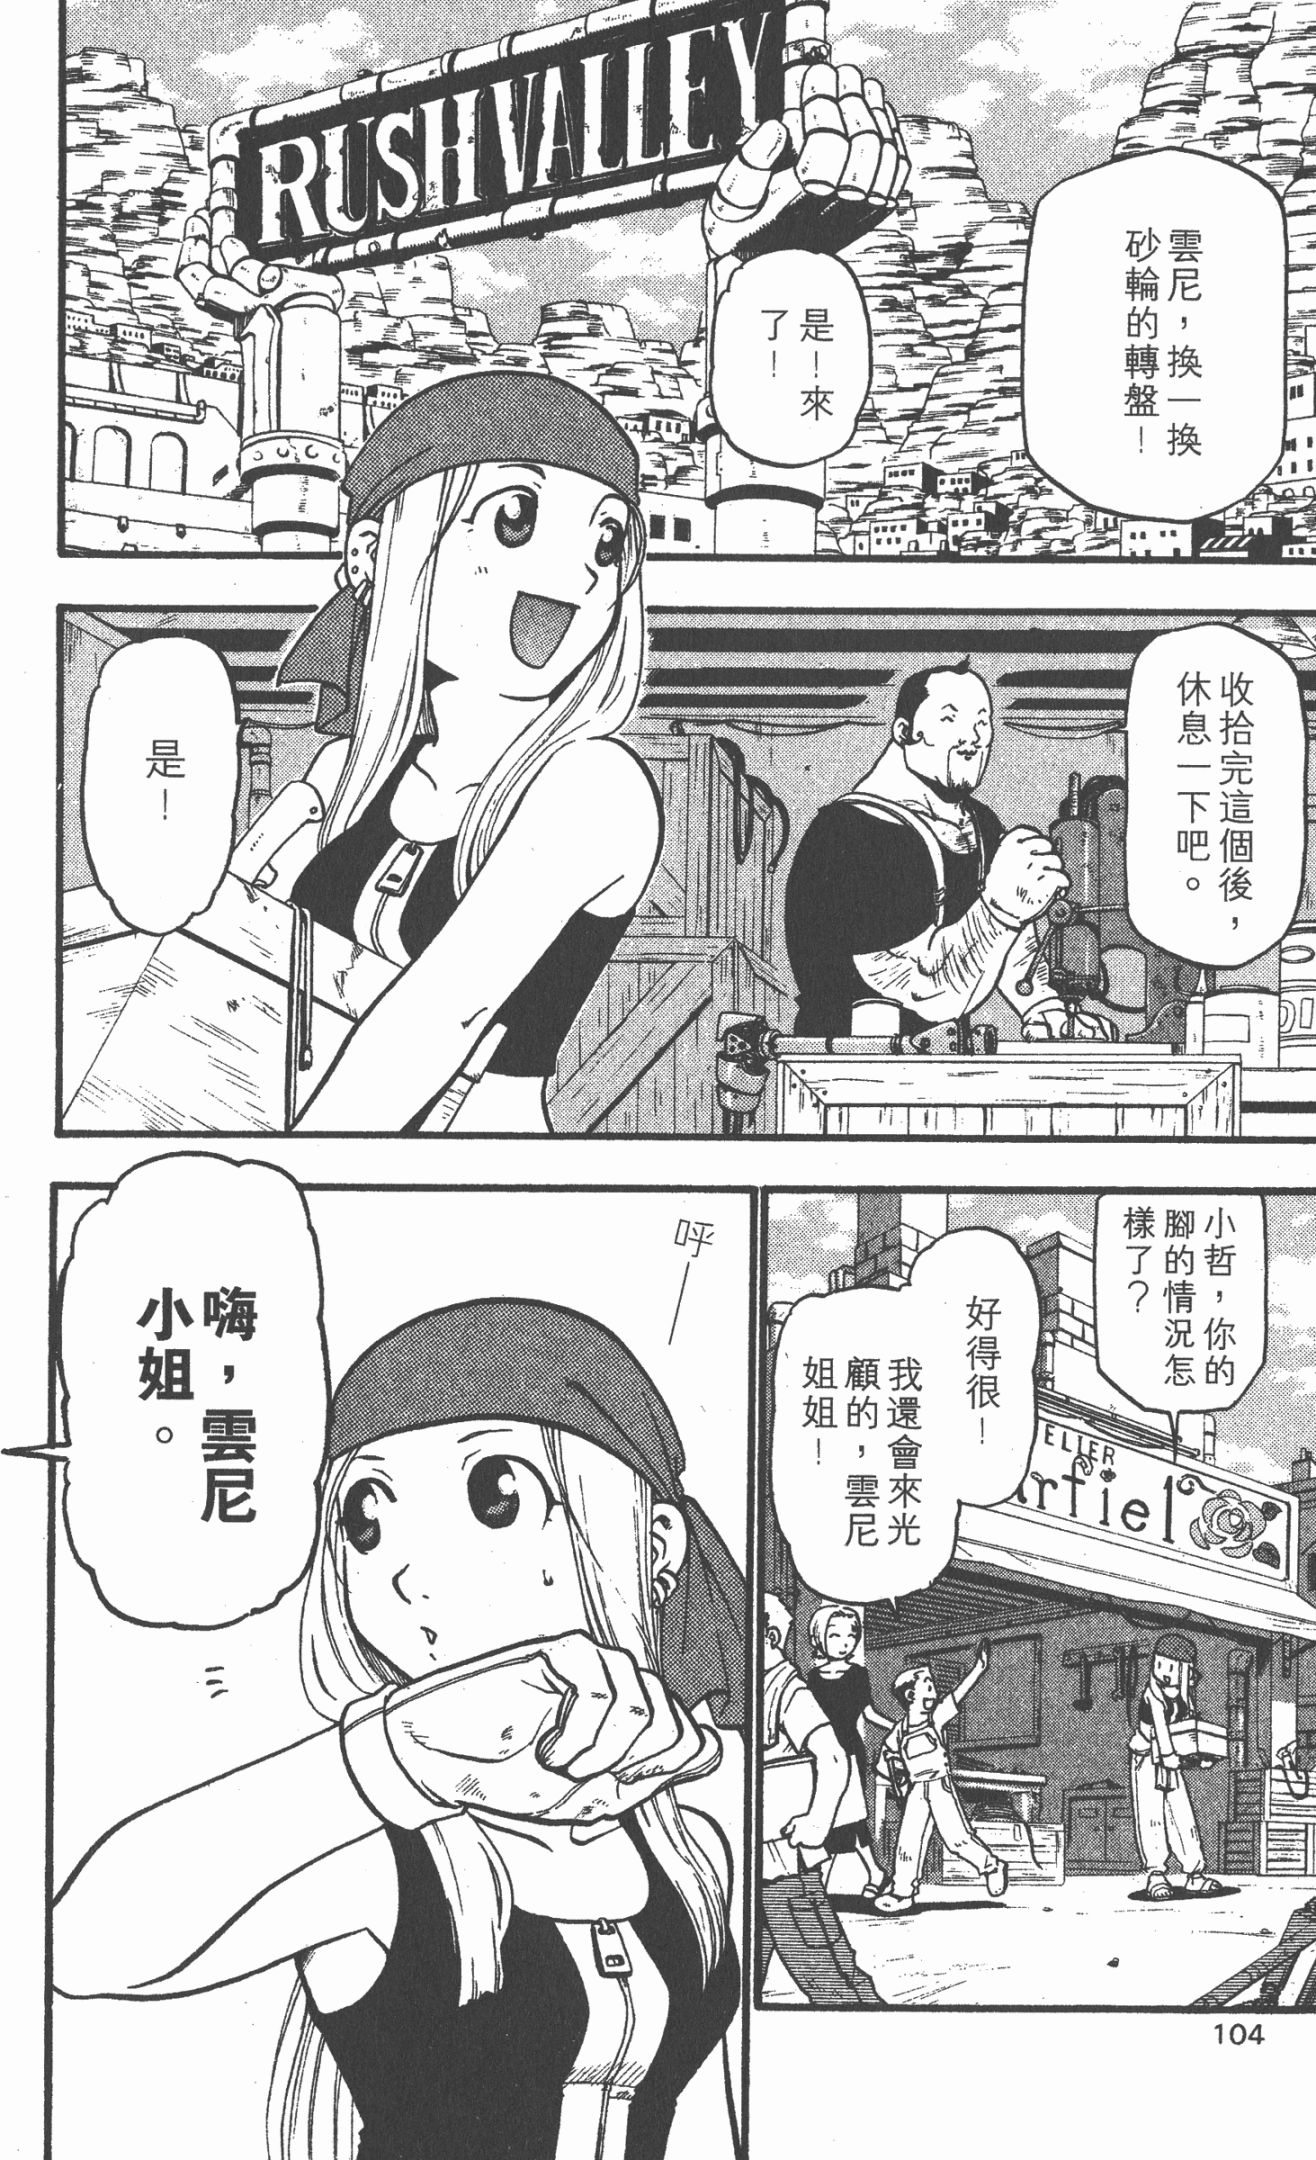 RUSH VALLEY
雲尼，換一換
砂輪的轉盤！
是！來
了！
收拾完這個後，
休息一下吧。
是！
小哲，你的
腳的情況怎
樣了？
好得很！
我還會來光
顧的，雲尼
姐姐！
ELIER
arfiel
呼—
嗨，雲尼
小姐。
104